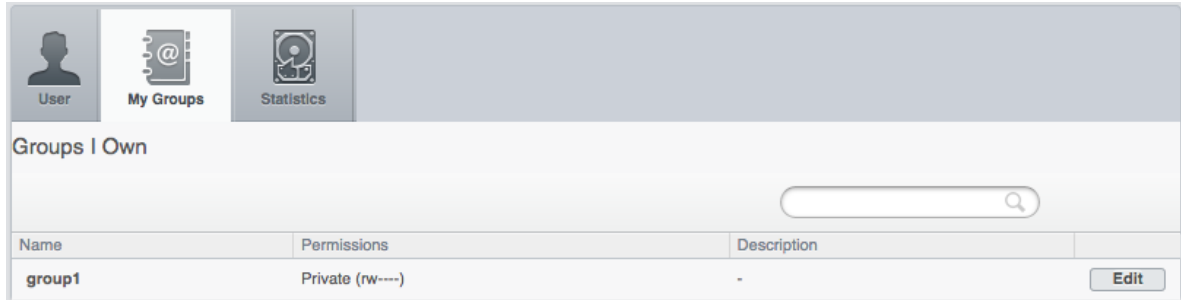 User
My Groups
Statistics
Groups I Own
Name Permissions Description
group1 Private (rw----) - Edit